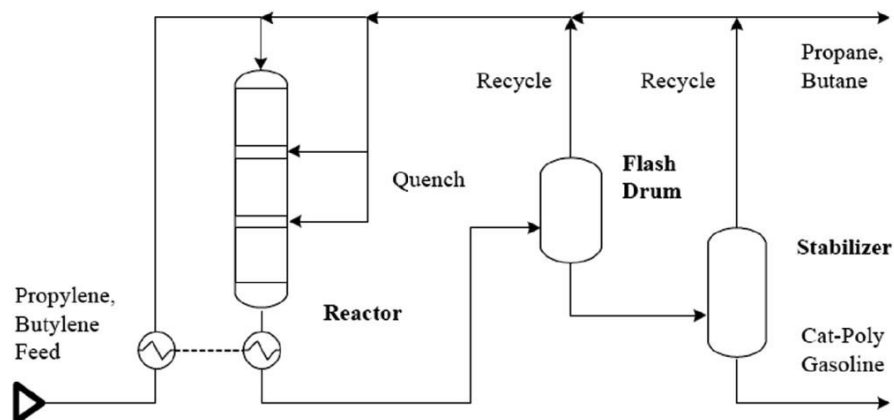 Propane,
Butane
Recycle
Recycle
Flash
Drum
Quench
Stabilizer
Propylene,
Butylene
Feed
Reactor
Cat-Poly
Gasoline